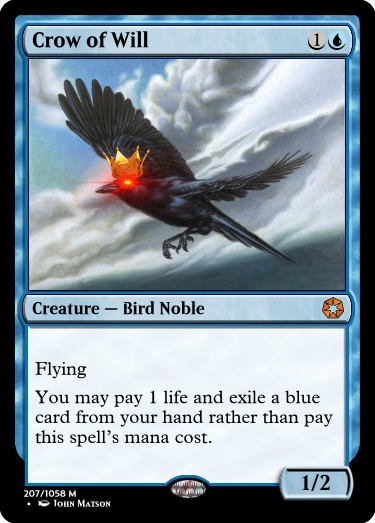 Crow of Will 1
Creature — Bird Noble
Flying
You may pay 1 life and exile a blue
card from your hand rather than pay
this spell's mana cost.
1/2
207/1058 M
• John Matson